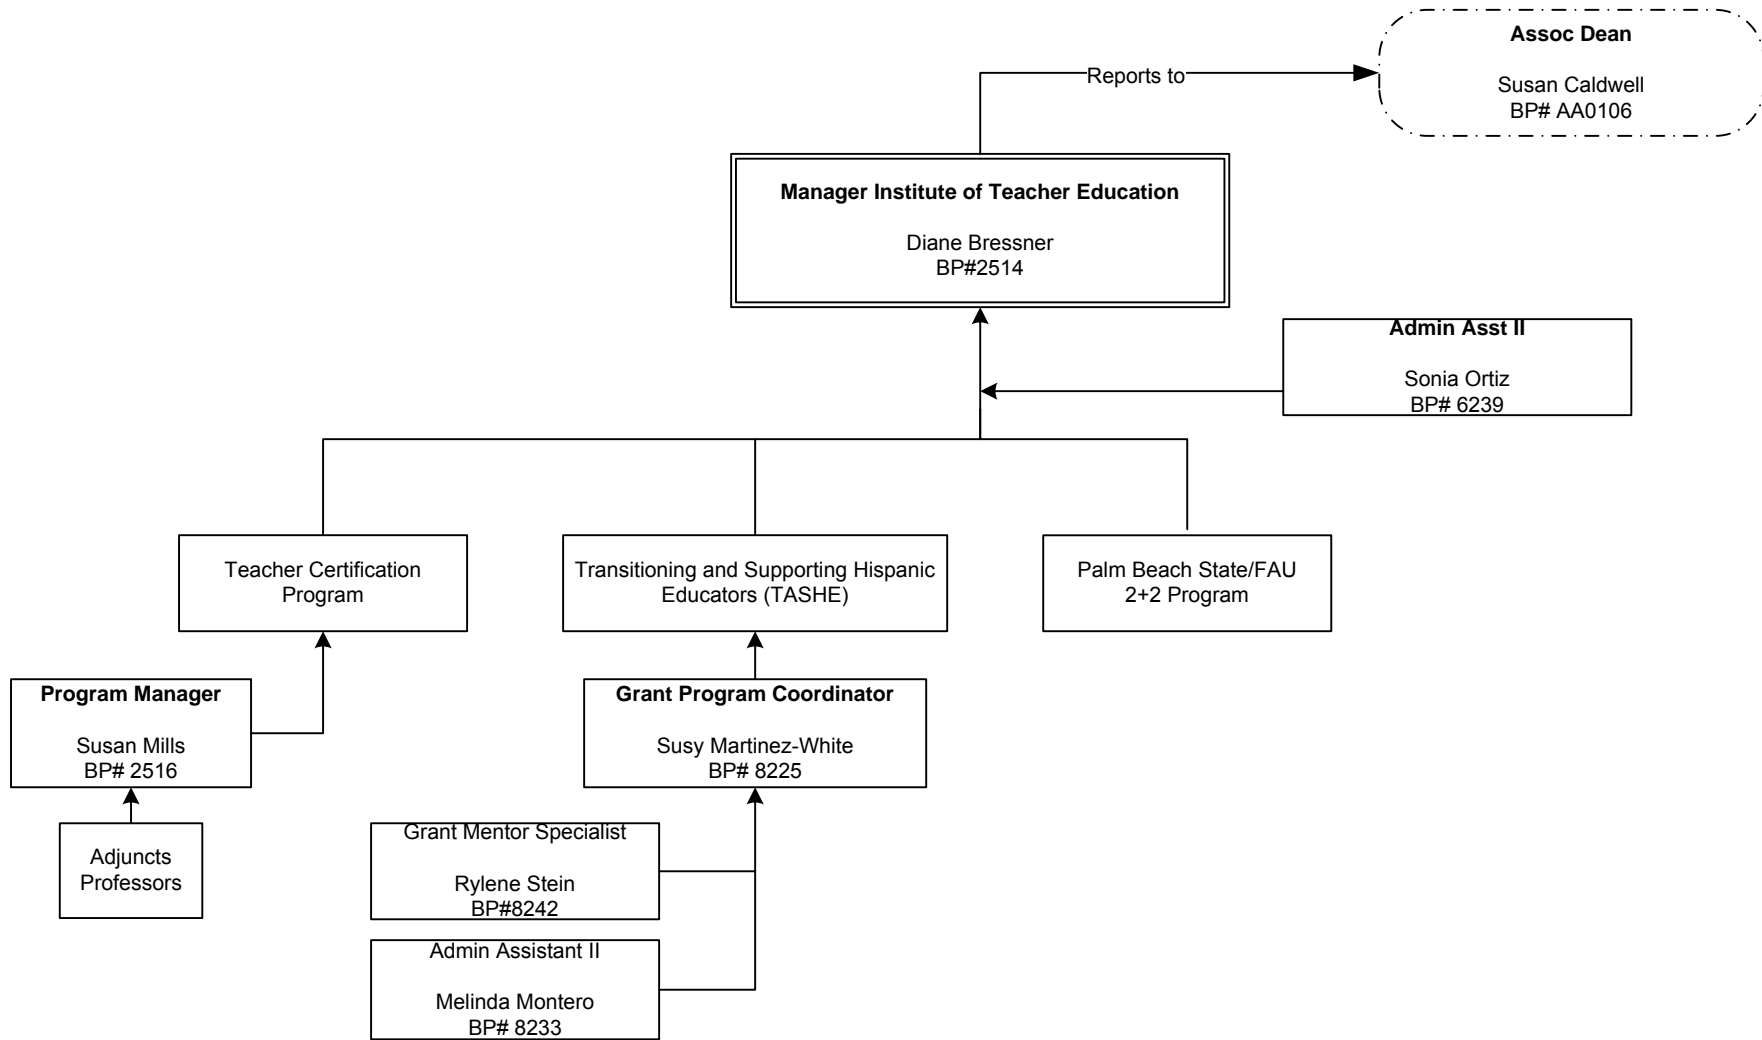 Assoc Dean
Susan Caldwell
BP# AA0106
Reports to
Manager Institute of Teacher Education
Diane Bressner
BP#2514
Admin Asst II
Sonia Ortiz
BP# 6239
Teacher Certification
Program
Transitioning and Supporting Hispanic
Educators (TASHE)
Palm Beach State/FAU
2+2 Program
Program Manager
Susan Mills
BP# 2516
Grant Program Coordinator
Susy Martinez-White
BP# 8225
Adjuncts
Professors
Grant Mentor Specialist
Rylene Stein
BP#8242
Admin Assistant II
Melinda Montero
BP# 8233